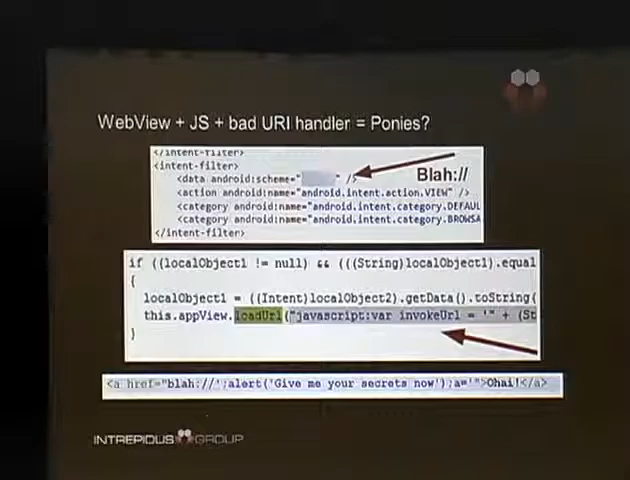 WebView + JS + bad URI handler = Ponies?
</intent-filter>
<intent-filter>
<data android:scheme=" " />
Blah://
<action android:name="android.intent.action.VIEW" />
<category android:name="android.intent.category.DEFAUL
<category android:name="android.intent.category.BROWSA
</intent-filter>
if ((localObject1 != null) && (((String)localObject1).equal
{
localObject1 = ((Intent)localObject2).getData().toString(
this.appView.loadUrl("javascript:var invokeUrl = '" + (St
}
<a href="blah://';alert('Give me your secrets now');a='">Ohai!</a>
INTREPIDUS GROUP